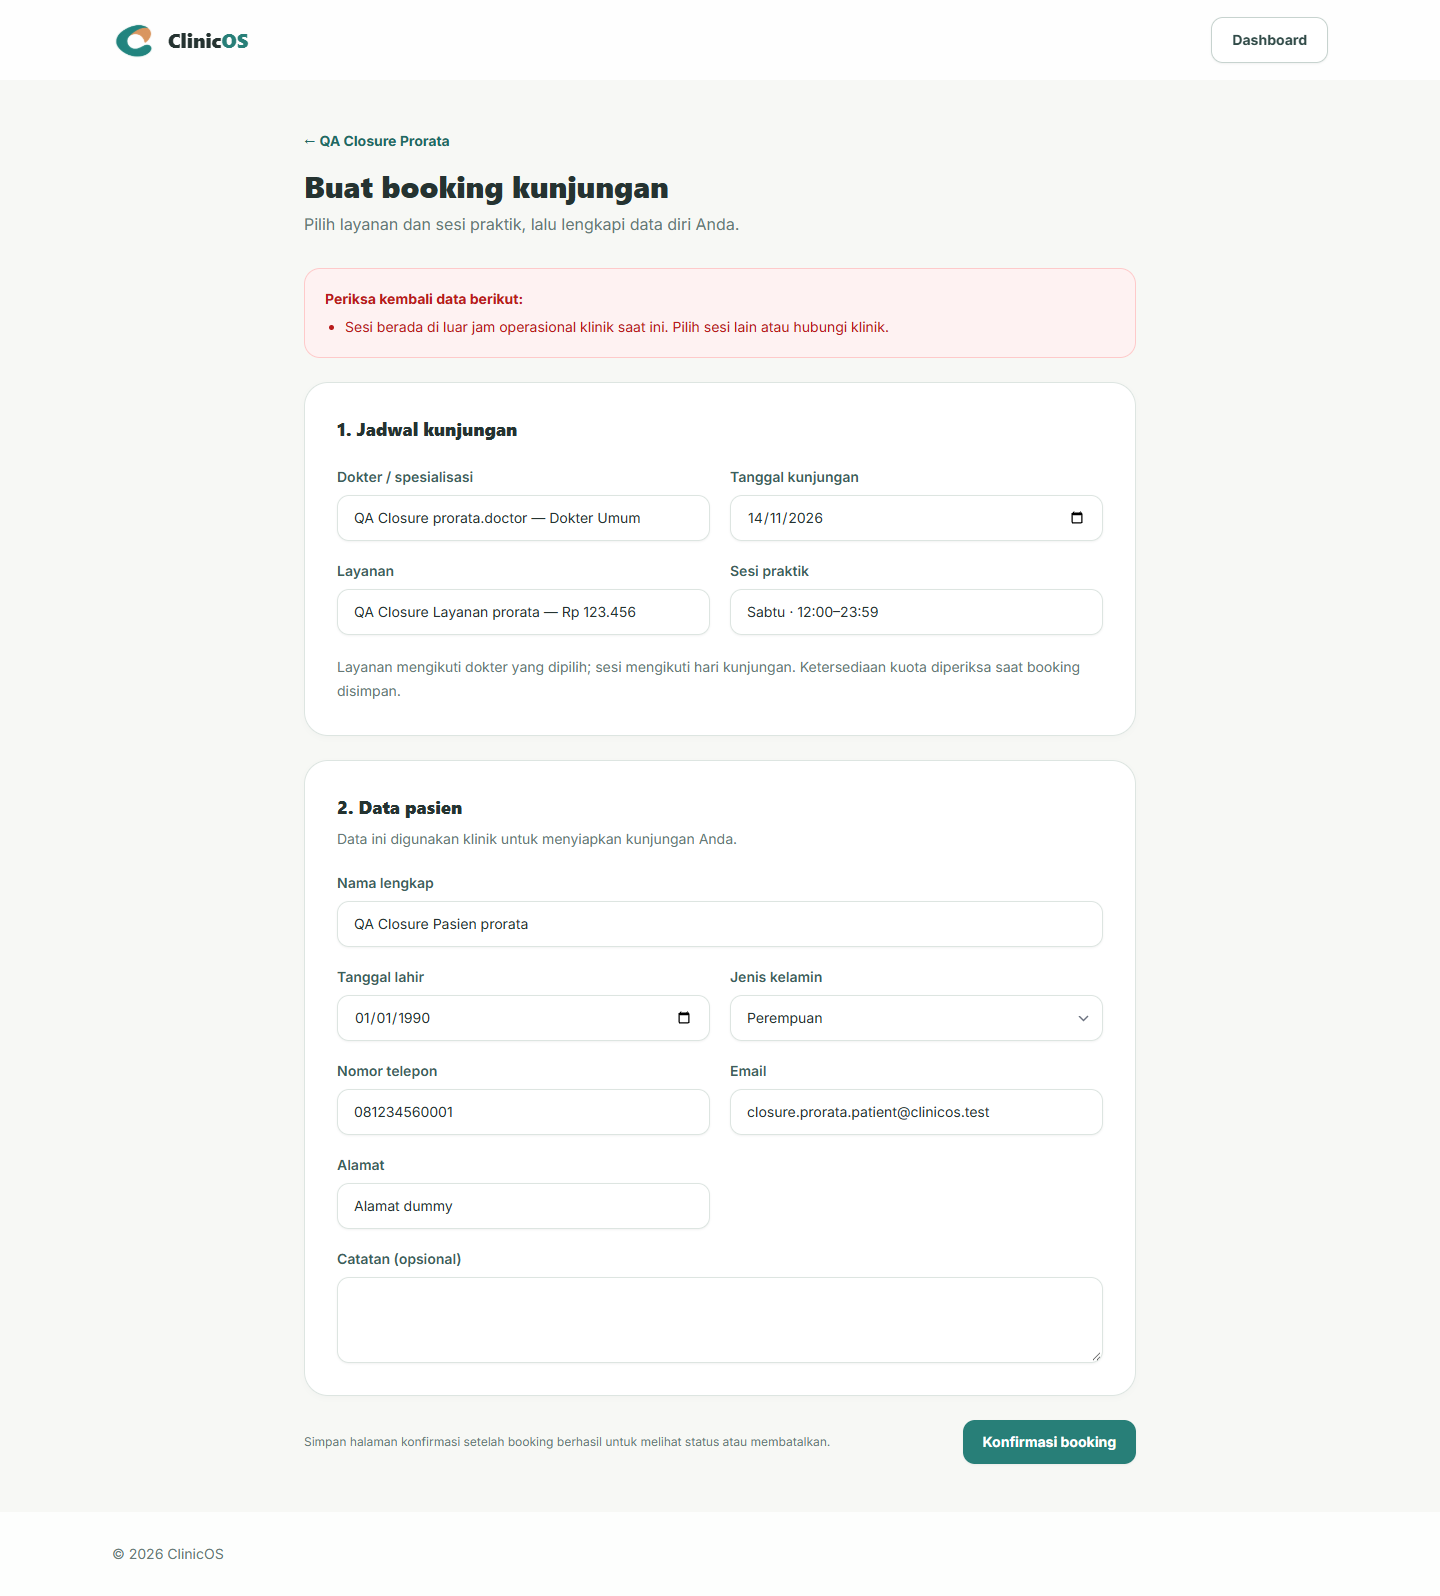 ClinicOS
Dashboard
← QA Closure Prorata
Buat booking kunjungan
Pilih layanan dan sesi praktik, lalu lengkapi data diri Anda.
Periksa kembali data berikut:
• Sesi berada di luar jam operasional klinik saat ini. Pilih sesi lain atau hubungi klinik.
1. Jadwal kunjungan
Dokter / spesialisasi
QA Closure prorata.doctor — Dokter Umum
Tanggal kunjungan
14/11/2026
Layanan
QA Closure Layanan prorata — Rp 123.456
Sesi praktik
Sabtu · 12:00–23:59
Layanan mengikuti dokter yang dipilih; sesi mengikuti hari kunjungan. Ketersediaan kuota diperiksa saat booking
disimpan.
2. Data pasien
Data ini digunakan klinik untuk menyiapkan kunjungan Anda.
Nama lengkap
QA Closure Pasien prorata
Tanggal lahir
01/01/1990
Jenis kelamin
Perempuan
Nomor telepon
081234560001
Email
closure.prorata.patient@clinicos.test
Alamat
Alamat dummy
Catatan (opsional)
Simpan halaman konfirmasi setelah booking berhasil untuk melihat status atau membatalkan.
Konfirmasi booking
© 2026 ClinicOS